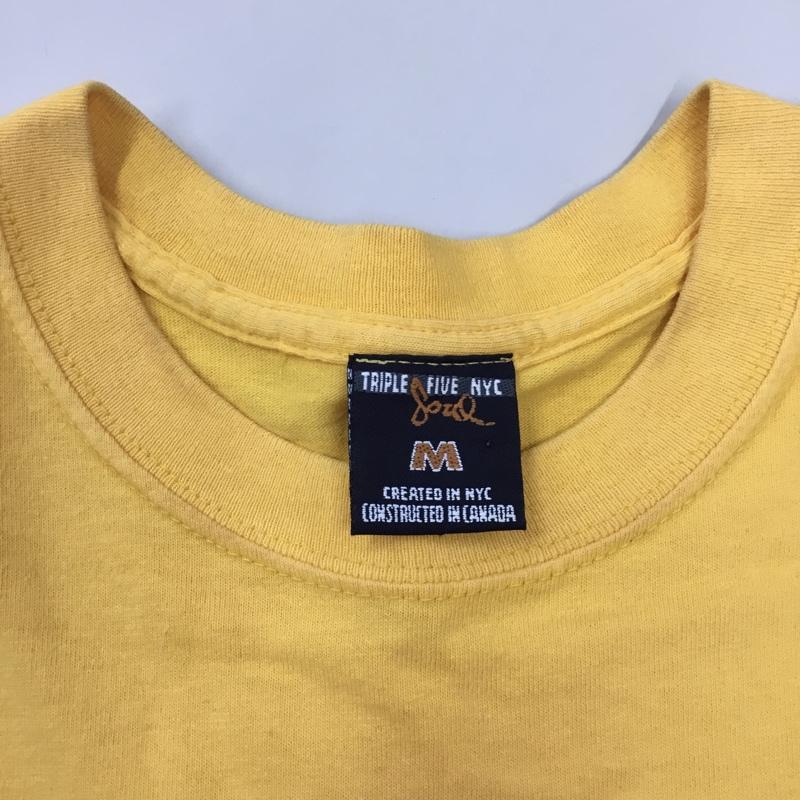 TRIPLE FIVE NYC
Soul
M
CREATED IN NYC
CONSTRUCTED IN CANADA